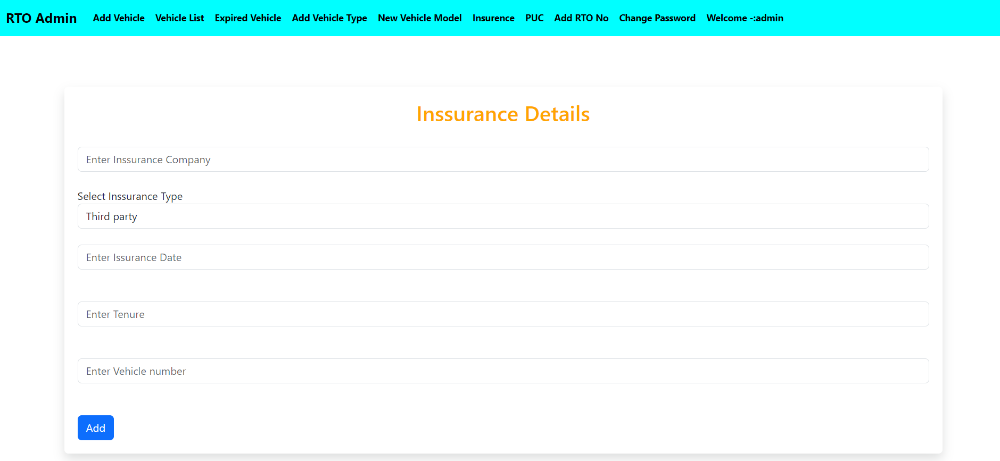 RTO Admin Add Vehicle Vehicle List Expired Vehicle Add Vehicle Type New Vehicle Model Insurence PUC Add RTO No Change Password Welcome -:admin
Inssurance Details
Enter Inssurance Company
Select Inssurance Type
Third party
Enter Issurance Date
Enter Tenure
Enter Vehicle number
Add